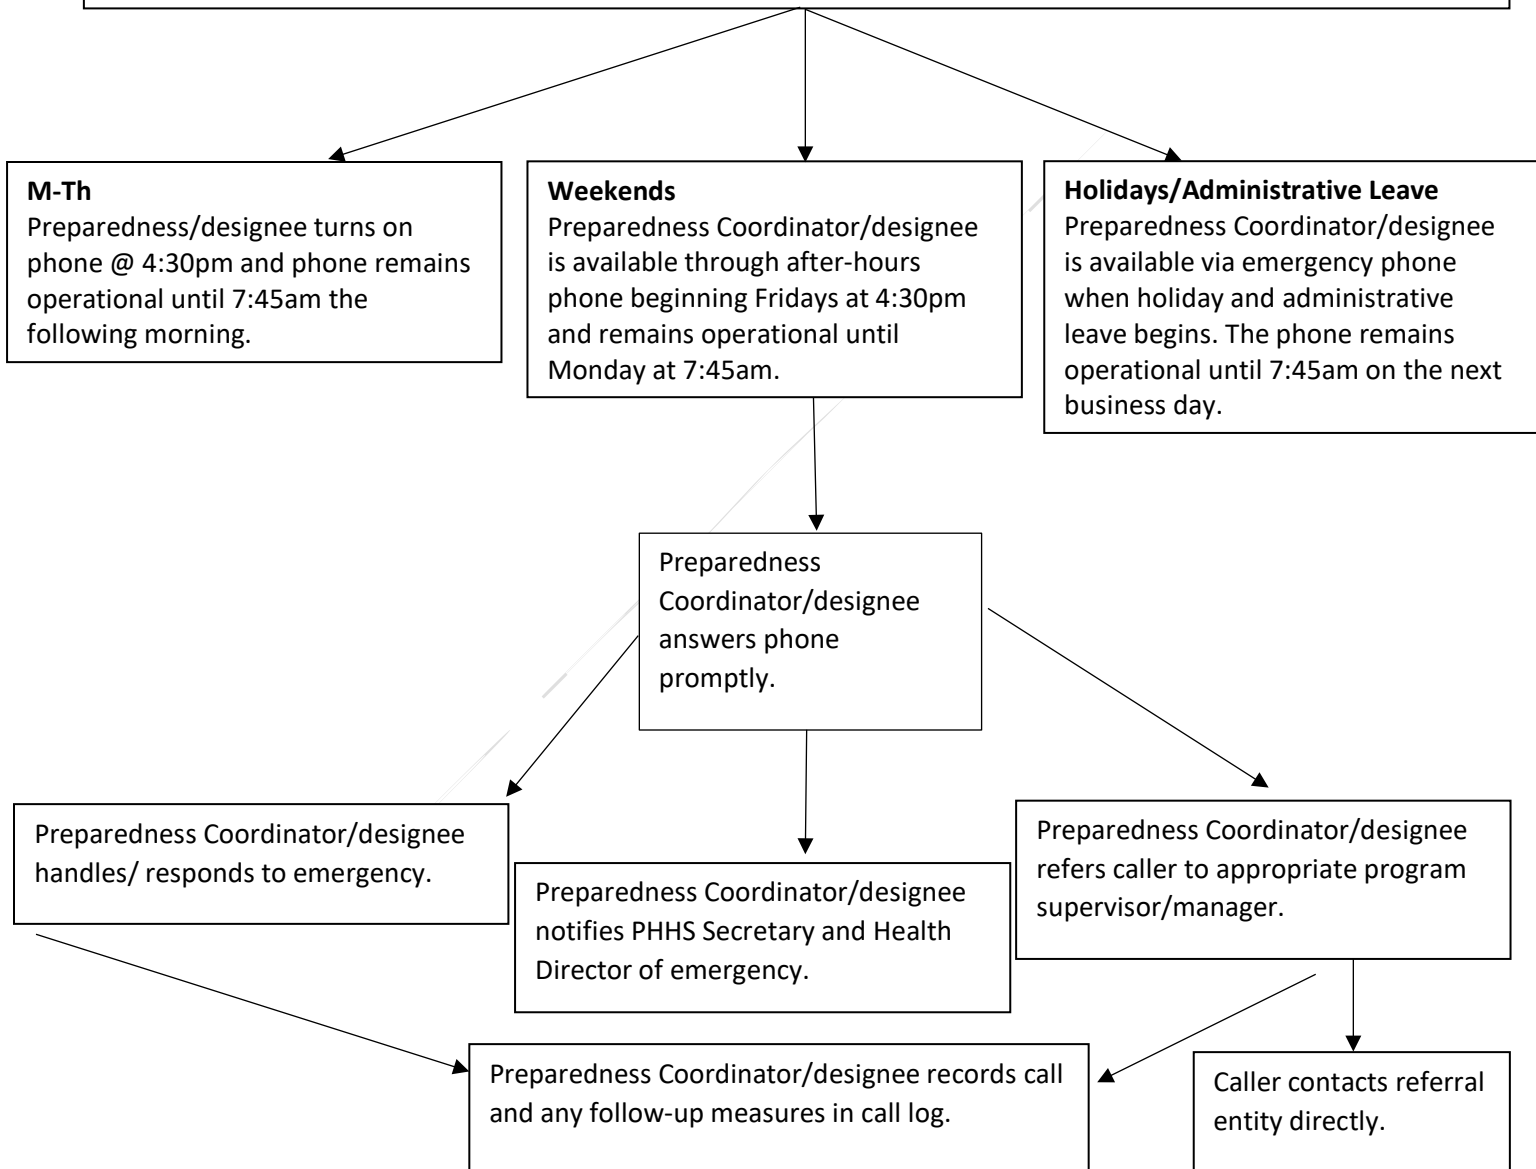 M-Th
Preparedness/designee turns on
phone @ 4:30pm and phone remains
operational until 7:45am the
following morning.
Weekends
Preparedness Coordinator/designee
is available through after-hours
phone beginning Fridays at 4:30pm
and remains operational until
Monday at 7:45am.
Holidays/Administrative Leave
Preparedness Coordinator/designee
is available via emergency phone
when holiday and administrative
leave begins. The phone remains
operational until 7:45am on the next
business day.
Preparedness
Coordinator/designee
answers phone
promptly.
Preparedness Coordinator/designee
handles/ responds to emergency.
Preparedness Coordinator/designee
notifies PHHS Secretary and Health
Director of emergency.
Preparedness Coordinator/designee
refers caller to appropriate program
supervisor/manager.
Preparedness Coordinator/designee records call
and any follow-up measures in call log.
Caller contacts referral
entity directly.